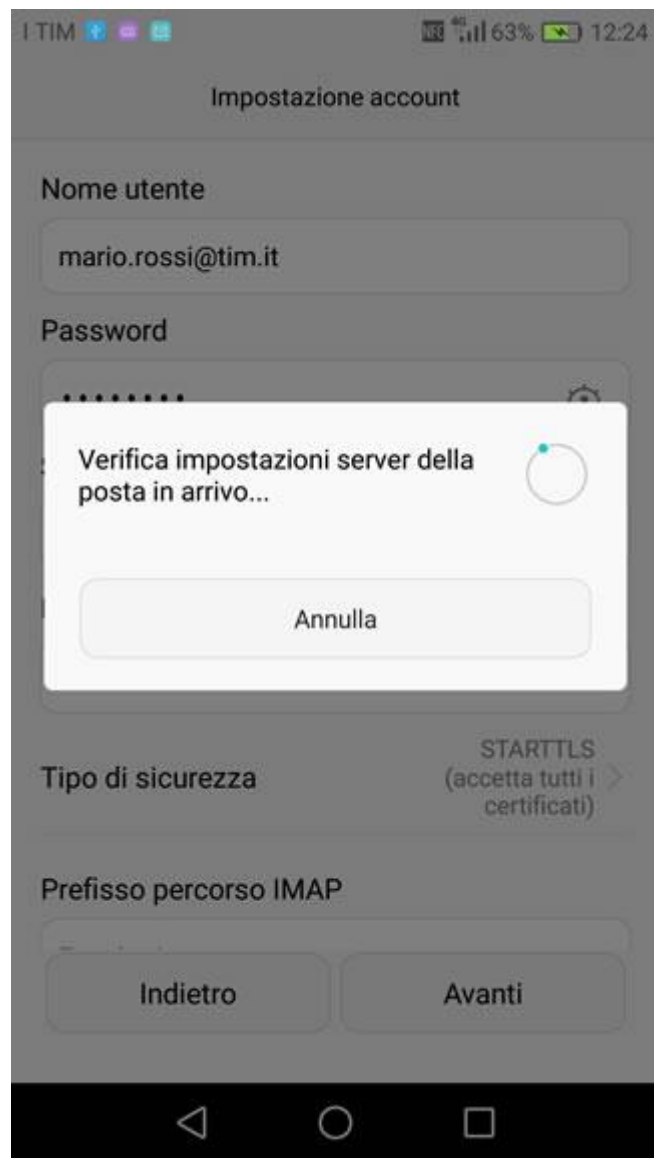 I TIM
4G 63% 12:24
Impostazione account
Nome utente
mario.rossi@tim.it
Password
Verifica impostazioni server della
posta in arrivo...
Annulla
STARTTLS
Tipo di sicurezza (accetta tutti i
certificati)
Prefisso percorso IMAP
Indietro Avanti